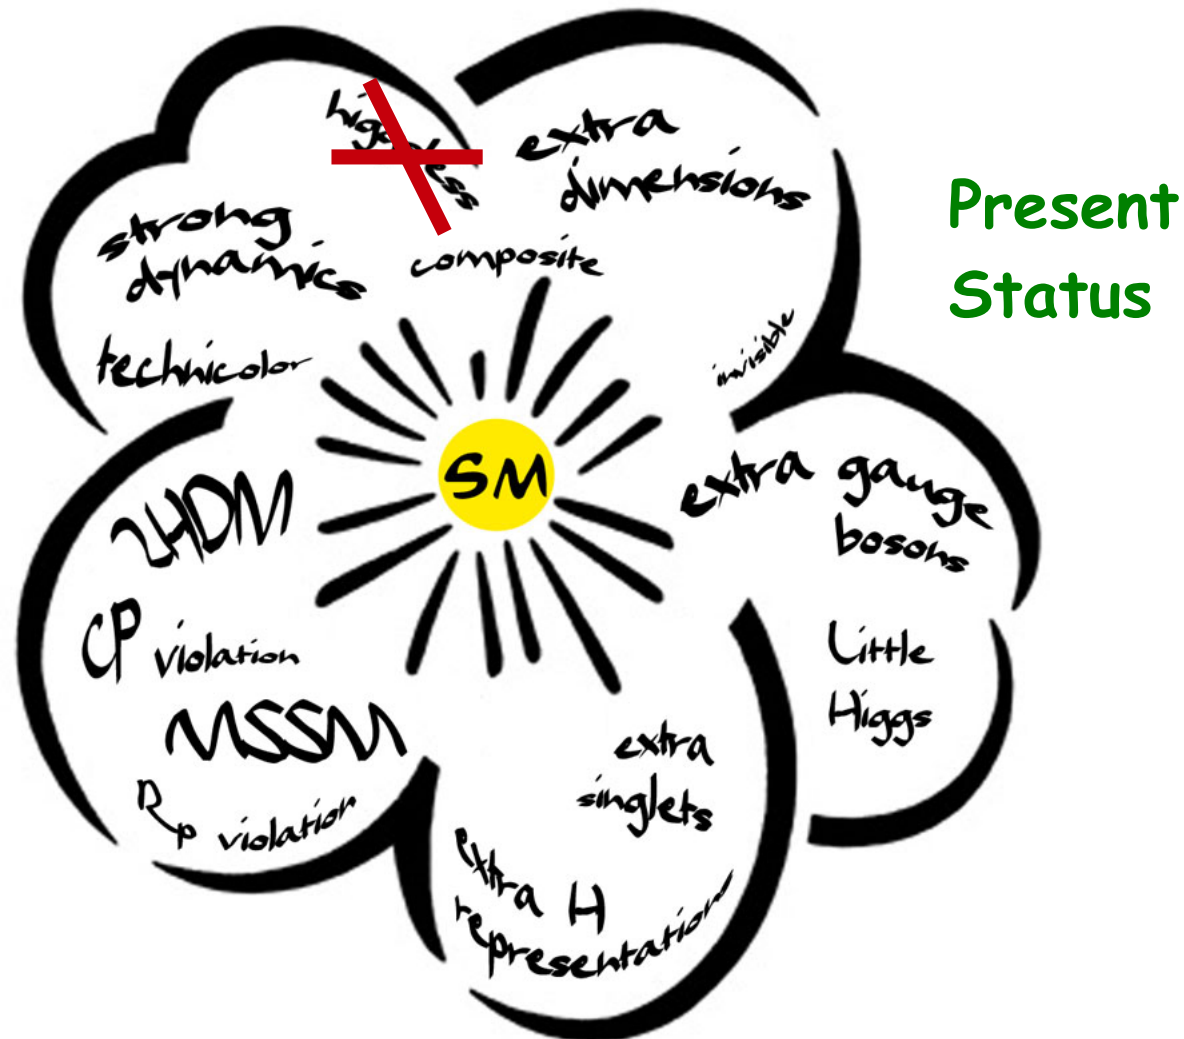 higgsless
extra
dimensions
Present
Status
strong
dynamics
composite
technicolor
invisible
SM
extra gauge
bosons
2HDM
CP violation
Little
Higgs
MSSM
Rp violation
extra
singlets
extra H
representations